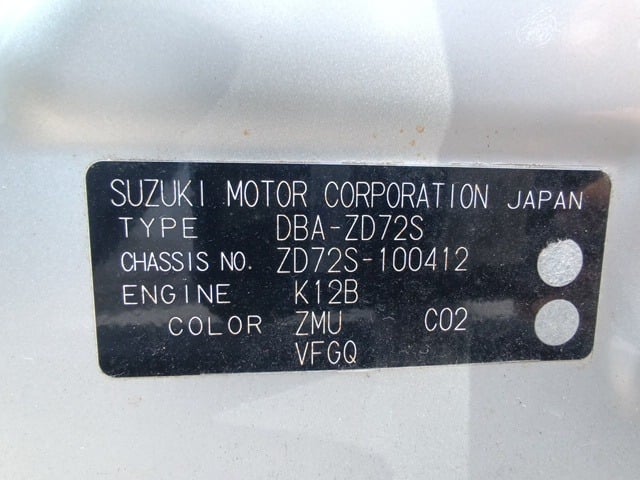 SUZUKI MOTOR CORPORATION JAPAN
TYPE DBA-ZD72S
CHASSIS NO. ZD72S-100412
ENGINE K12B
COLOR ZMU C02
VFGQ